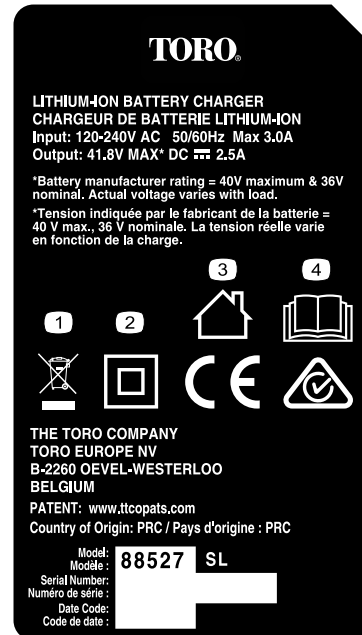 TORO®
LITHIUM-ION BATTERY CHARGER
CHARGEUR DE BATTERIE LITHIUM-ION
Input: 120-240V AC 50/60Hz Max 3.0A
Output: 41.8V MAX* DC 2.5A
*Battery manufacturer rating = 40V maximum & 36V
nominal. Actual voltage varies with load.
*Tension indiquée par le fabricant de la batterie =
40 V max., 36 V nominale. La tension réelle varie
en fonction de la charge.
3 4
1 2
CE
THE TORO COMPANY
TORO EUROPE NV
B-2260 OEVEL-WESTERLOO
BELGIUM
PATENT: www.ttcopats.com
Country of Origin: PRC / Pays d'origine : PRC
Model:
Modèle : 88527 SL
Serial Number:
Numéro de série :
Date Code:
Code de date :